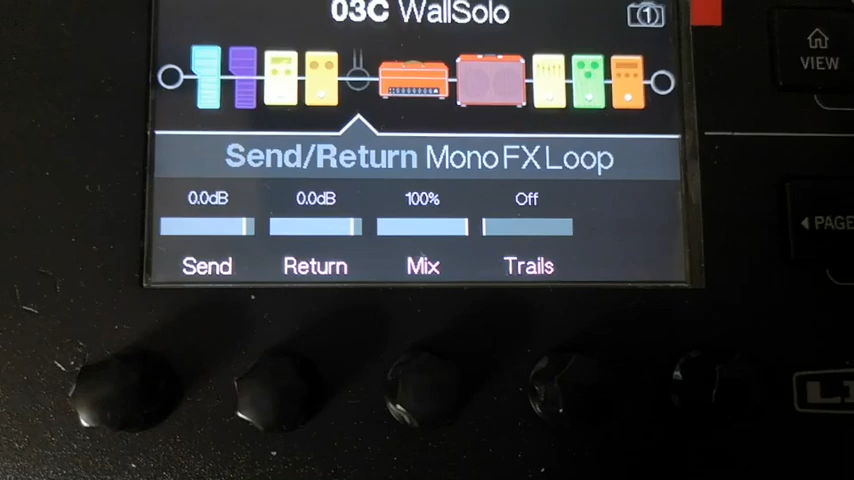 03C WallSolo
1
VIEW
Send/Return Mono FX Loop
0.0dB 0.0dB 100% Off
PAGE
Send Return Mix Trails